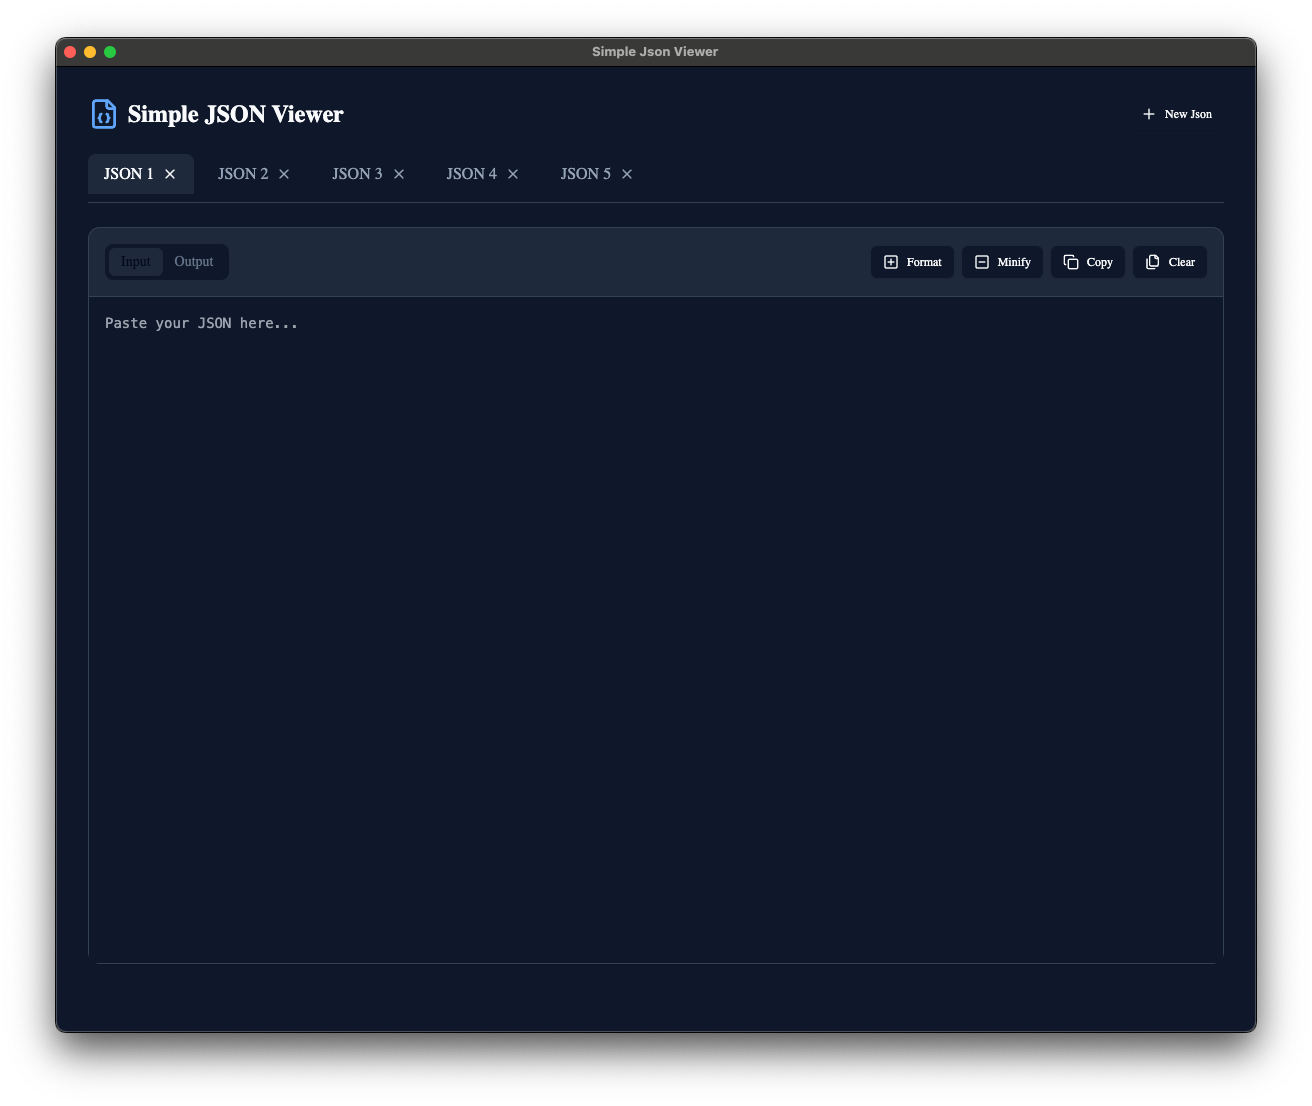 Simple Json Viewer
Simple JSON Viewer
New Json
JSON 1 JSON 2 JSON 3 JSON 4 JSON 5
Input Output Format Minify Copy Clear
Paste your JSON here...